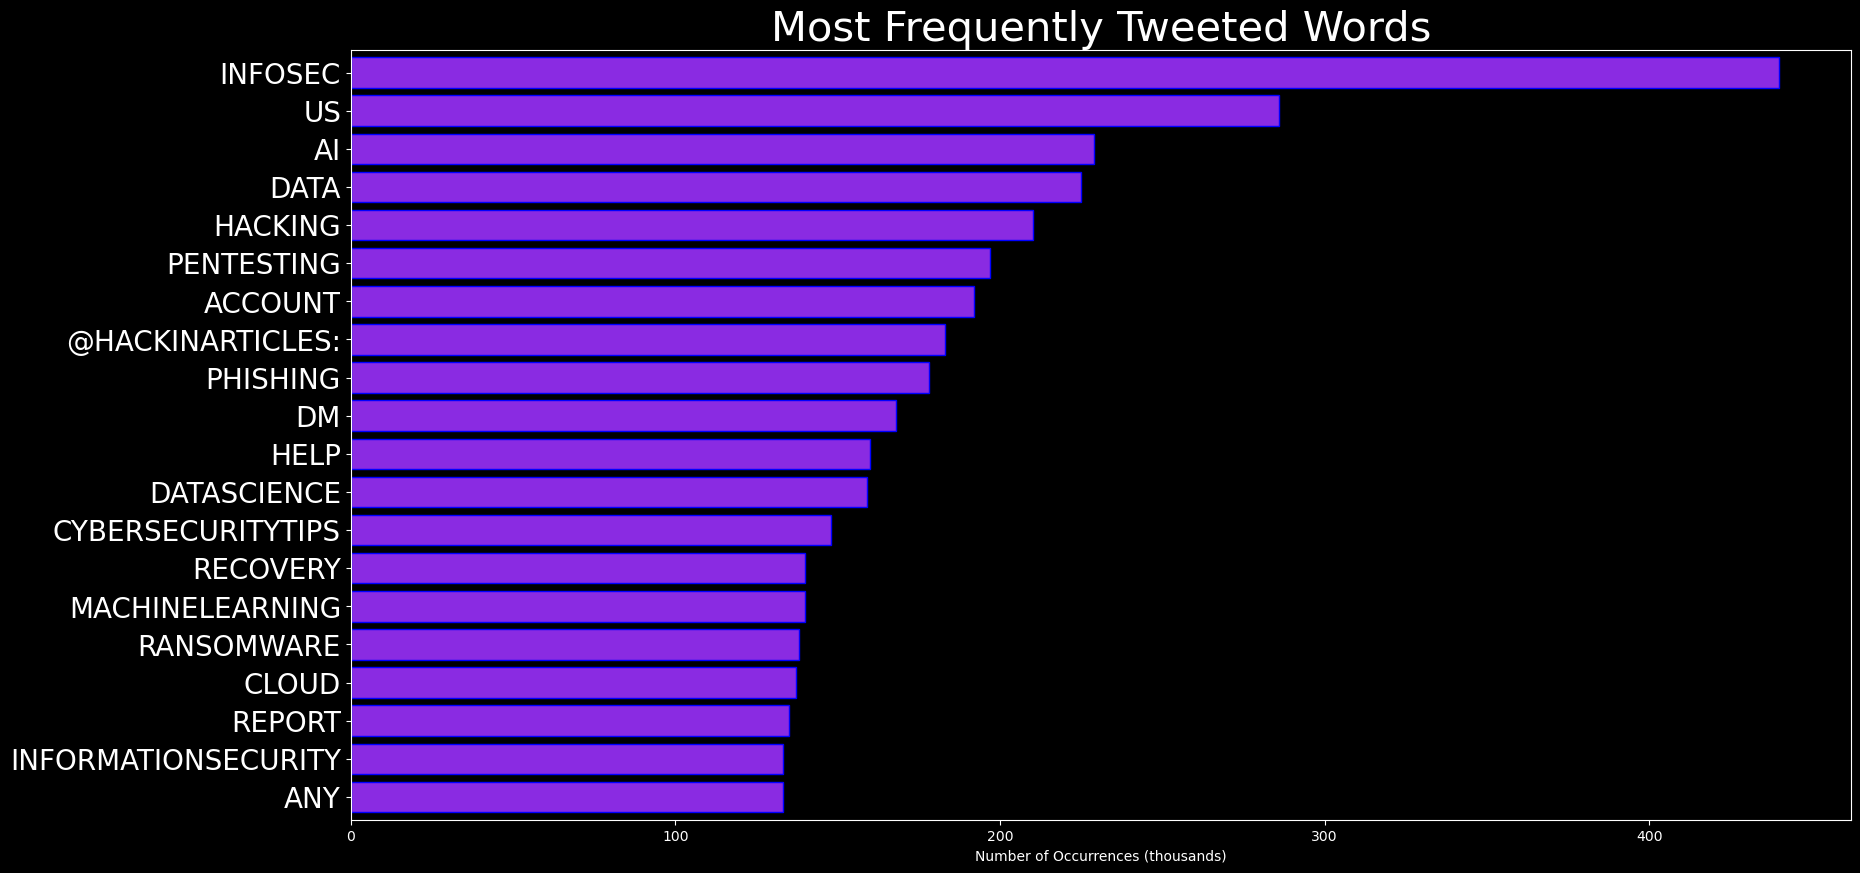 Most Frequently Tweeted Words
INFOSEC
US
AI
DATA
HACKING
PENTESTING
ACCOUNT
@HACKINARTICLES:
PHISHING
DM
HELP
DATASCIENCE
CYBERSECURITYTIPS
RECOVERY
MACHINELEARNING
RANSOMWARE
CLOUD
REPORT
INFORMATIONSECURITY
ANY
0 100 200 300 400
Number of Occurrences (thousands)